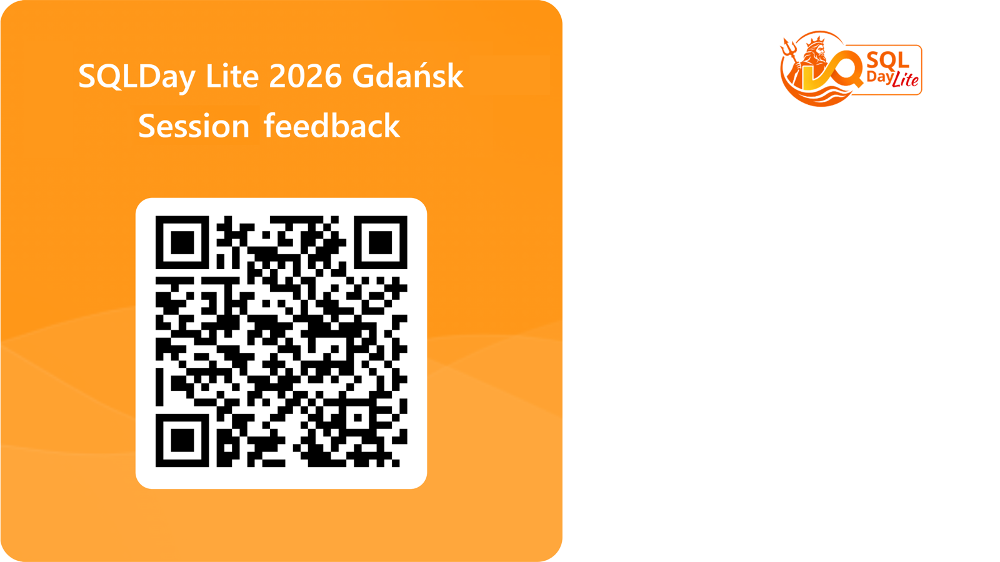 SQLDay Lite 2026 Gdańsk
Session feedback
SQL
Day Lite